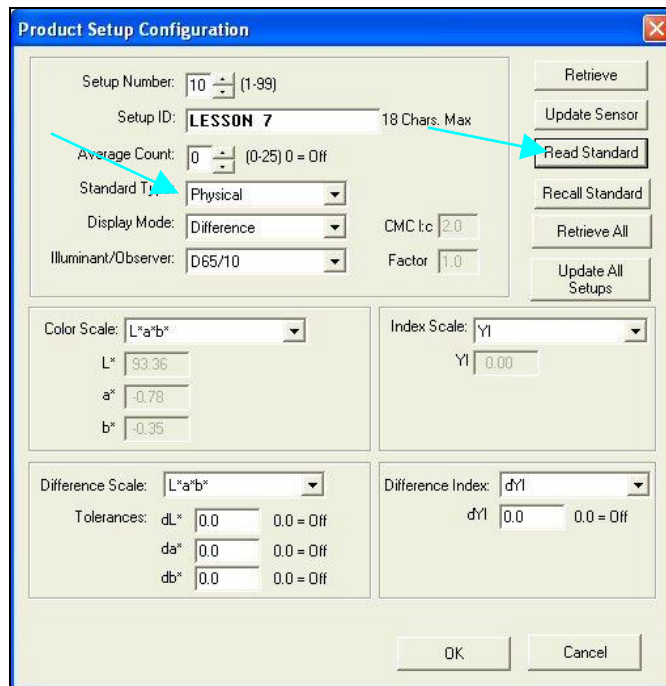 Product Setup Configuration
Setup Number: 10 (1-99)
Retrieve
Setup ID: LESSON 7 18 Chars. Max
Update Sensor
Average Count: 0 (0-25) 0 = Off
Read Standard
Standard Typ Physical
Recall Standard
Display Mode: Difference CMC l:c 2.0
Retrieve All
Illuminant/Observer: D65/10 Factor 1.0
Update All
Setups
Color Scale: L*a*b*
L* 93.36
a* -0.78
b* -0.35
Index Scale: YI
YI 0.00
Difference Scale: L*a*b*
Tolerances: dL* 0.0 0.0 = Off
da* 0.0 0.0 = Off
db* 0.0 0.0 = Off
Difference Index: dYI
dYI 0.0 0.0 = Off
OK Cancel